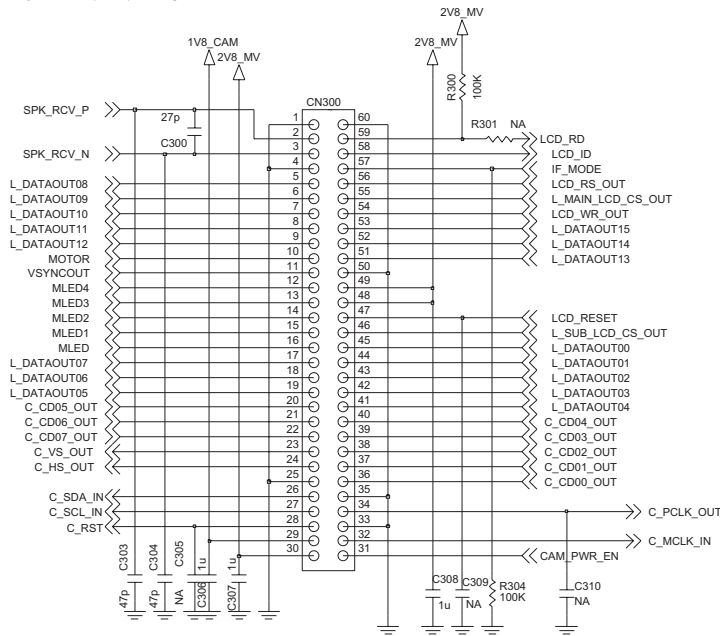 2V8_MV
1V8_CAM
2V8_MV
2V8_MV
R300
100K
CN300
SPK_RCV_P
27p
C300
SPK_RCV_N
R301 NA
LCD_RD
LCD_ID
IF_MODE
LCD_RS_OUT
L_MAIN_LCD_CS_OUT
LCD_WR_OUT
L_DATAOUT15
L_DATAOUT14
L_DATAOUT13
L_DATAOUT08
L_DATAOUT09
L_DATAOUT10
L_DATAOUT11
L_DATAOUT12
MOTOR
VSYNCOUT
MLED4
MLED3
MLED2
MLED1
MLED
L_DATAOUT07
L_DATAOUT06
L_DATAOUT05
C_CD05_OUT
C_CD06_OUT
C_CD07_OUT
C_VS_OUT
C_HS_OUT
C_SDA_IN
C_SCL_IN
C_RST
1 60
2 59
3 58
4 57
5 56
6 55
7 54
8 53
9 52
10 51
11 50
12 49
13 48
14 47
15 46
16 45
17 44
18 43
19 42
20 41
21 40
22 39
23 38
24 37
25 36
26 35
27 34
28 33
29 32
30 31
LCD_RESET
L_SUB_LCD_CS_OUT
L_DATAOUT00
L_DATAOUT01
L_DATAOUT02
L_DATAOUT03
L_DATAOUT04
C_CD04_OUT
C_CD03_OUT
C_CD02_OUT
C_CD01_OUT
C_CD00_OUT
C_PCLK_OUT
C_MCLK_IN
CAM_PWR_EN
C303
47p
C304
47p
C305
NA
1u
C306
1u
C307
C308
1u
C309
NA
R304
100K
C310
NA